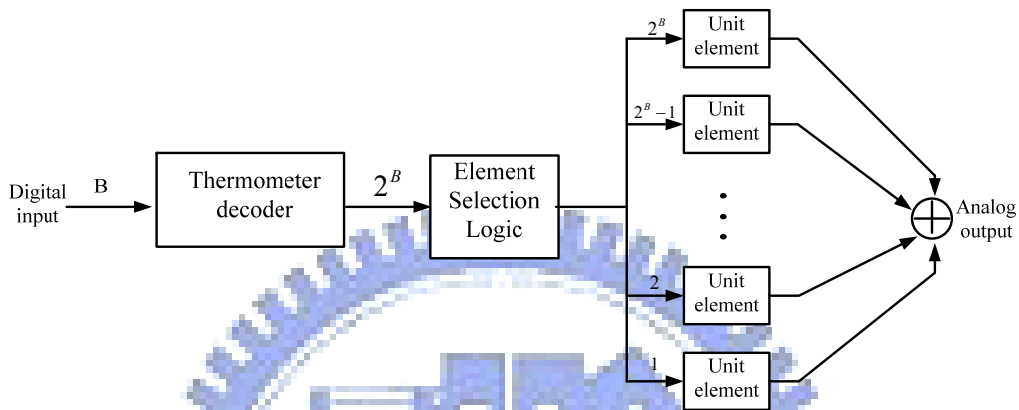 Digital
input
B
Thermometer
decoder
2^B
Element
Selection
Logic
2^B
Unit
element
2^B − 1
Unit
element
2
Unit
element
1
Unit
element
Analog
output